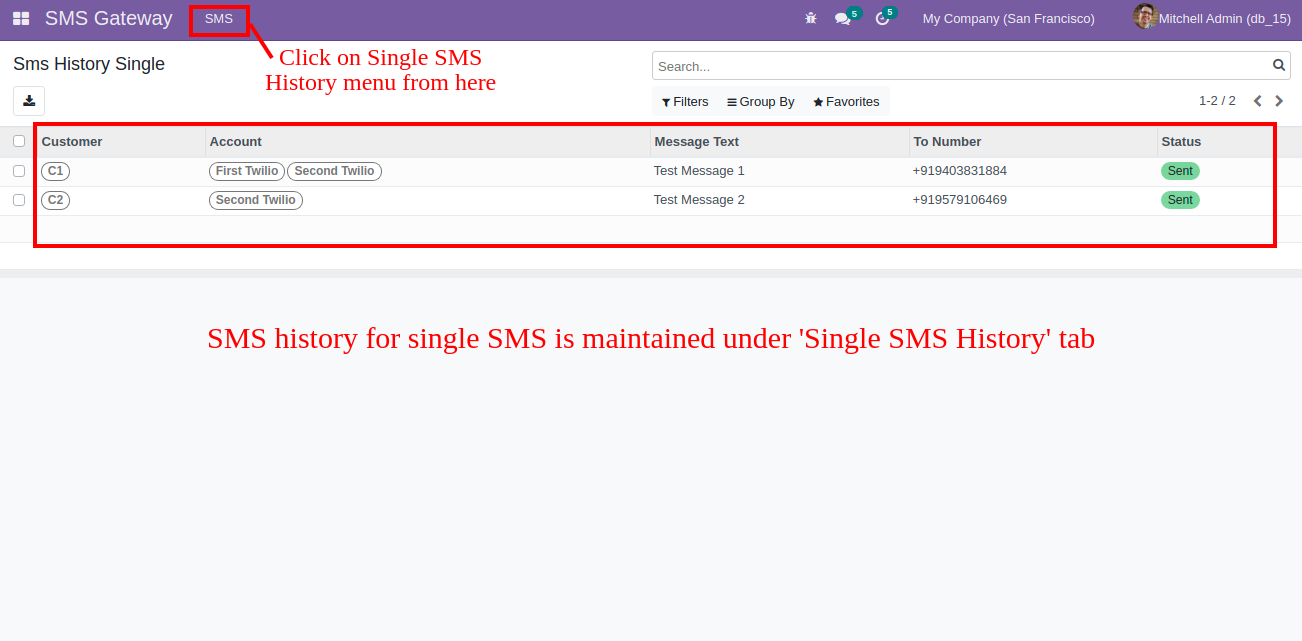 SMS Gateway SMS 5 5 My Company (San Francisco) Mitchell Admin (db_15)
Click on Single SMS
History menu from here
Sms History Single
Search...
Filters Group By Favorites 1-2 / 2
Customer Account Message Text To Number Status
C1 First Twilio Second Twilio Test Message 1 +919403831884 Sent
C2 Second Twilio Test Message 2 +919579106469 Sent
SMS history for single SMS is maintained under 'Single SMS History' tab